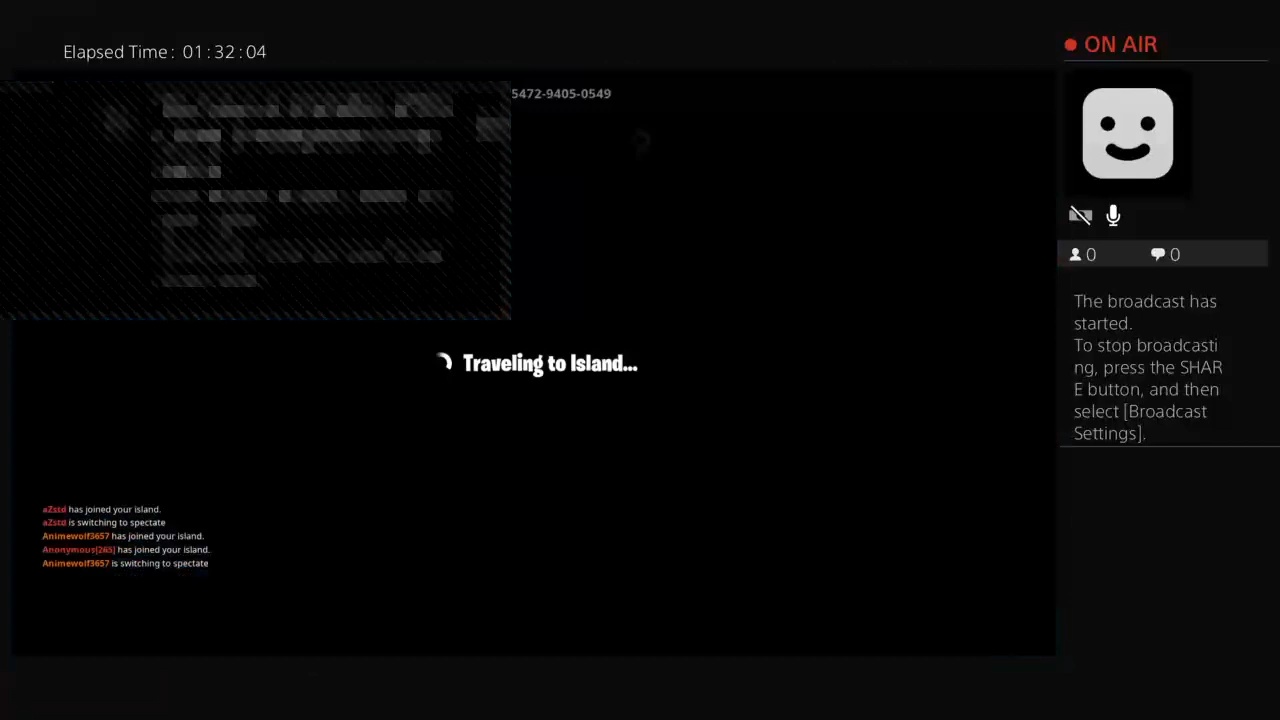 Elapsed Time: 01:32:04
ON AIR
5472-9405-0549
0 0
The broadcast has
started.
To stop broadcasti
ng, press the SHAR
E button, and then
select [Broadcast
Settings].
Traveling to Island...
aZstd has joined your island.
aZstd is switching to spectate
Animewolf3657 has joined your island.
Anonymous[265] has joined your island.
Animewolf3657 is switching to spectate